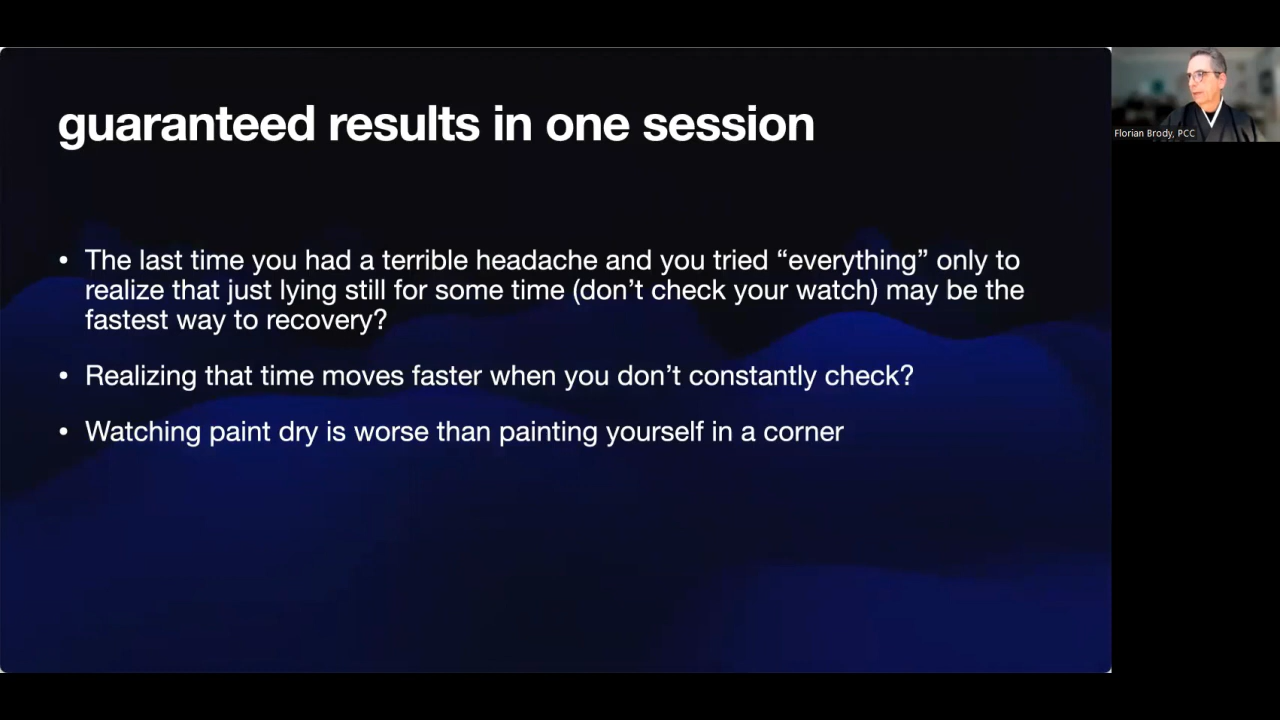 guaranteed results in one session
• The last time you had a terrible headache and you tried “everything” only to
realize that just lying still for some time (don’t check your watch) may be the
fastest way to recovery?
• Realizing that time moves faster when you don’t constantly check?
• Watching paint dry is worse than painting yourself in a corner
Florian Brody, PCC